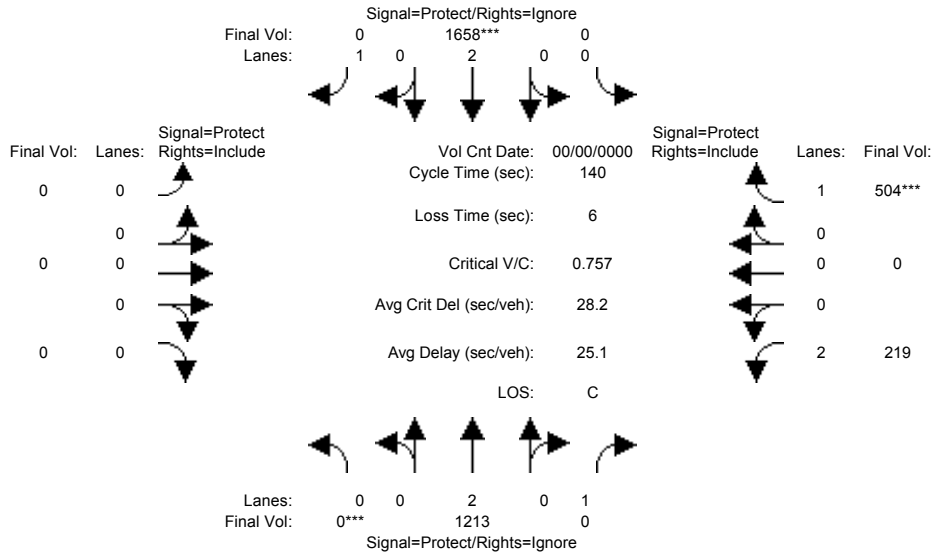 Signal=Protect/Rights=Ignore
Final Vol: 0 1658*** 0
Lanes: 1 0 2 0 0
Signal=Protect Signal=Protect
Final Vol: Lanes: Rights=Include Vol Cnt Date: 00/00/0000 Rights=Include Lanes: Final Vol:
Cycle Time (sec): 140
0 0 1 504***
Loss Time (sec): 6
0 0
0 0 Critical V/C: 0.757 0 0
0 Avg Crit Del (sec/veh): 28.2 0
0 0 Avg Delay (sec/veh): 25.1 2 219
LOS: C
Lanes: 0 0 2 0 1
Final Vol: 0*** 1213 0
Signal=Protect/Rights=Ignore